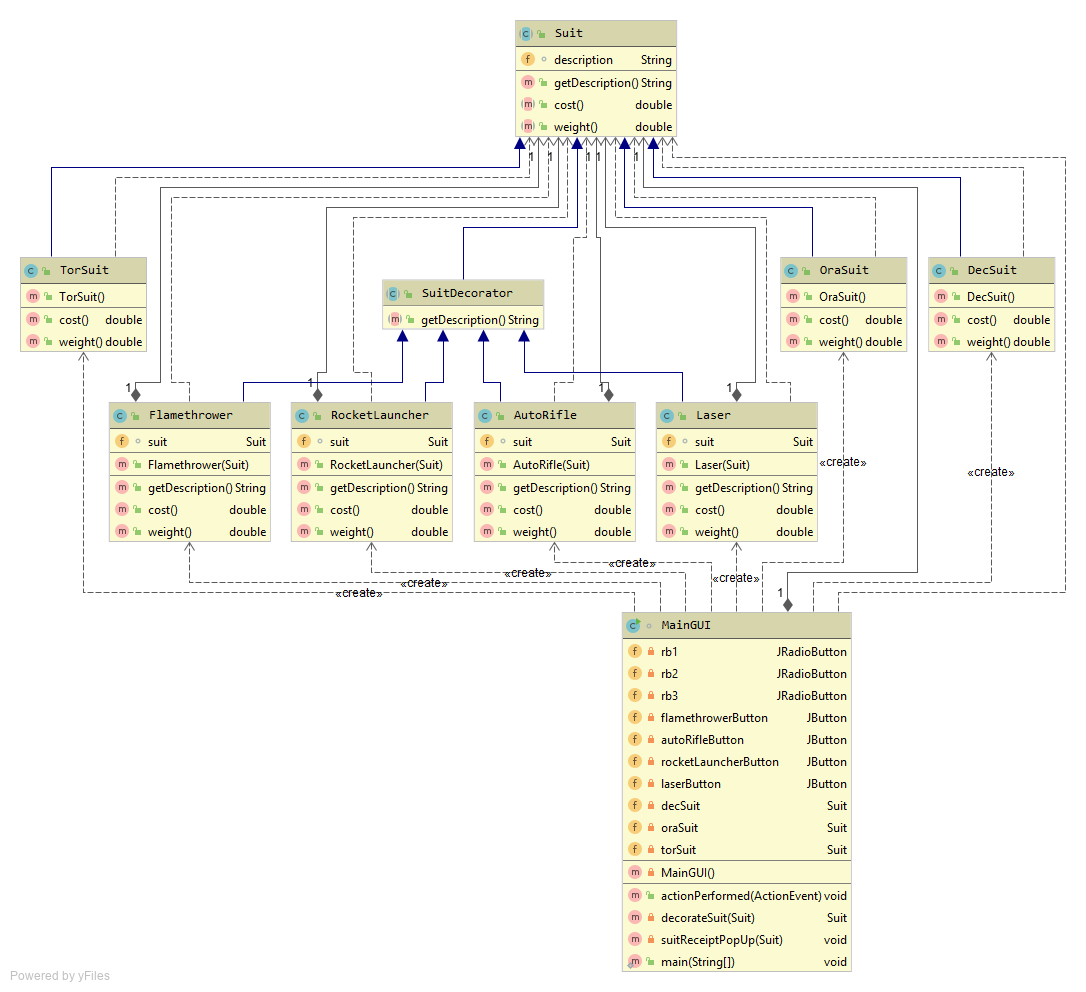 Suit
description String
getDescription() String
cost() double
weight() double
1 1 1 1 1
TorSuit
TorSuit()
cost() double
weight() double
SuitDecorator
getDescription() String
OraSuit
OraSuit()
cost() double
weight() double
DecSuit
DecSuit()
cost() double
weight() double
1
Flamethrower
suit Suit
Flamethrower(Suit)
getDescription() String
cost() double
weight() double
1
RocketLauncher
suit Suit
RocketLauncher(Suit)
getDescription() String
cost() double
weight() double
1
AutoRifle
suit Suit
AutoRifle(Suit)
getDescription() String
cost() double
weight() double
1
Laser
suit Suit
Laser(Suit)
getDescription() String
cost() double
weight() double
«create»
«create»
«create»
«create»
«create»
«create»
«create»
1
MainGUI
rb1 JRadioButton
rb2 JRadioButton
rb3 JRadioButton
flamethrowerButton JButton
autoRifleButton JButton
rocketLauncherButton JButton
laserButton JButton
decSuit Suit
oraSuit Suit
torSuit Suit
MainGUI()
actionPerformed(ActionEvent) void
decorateSuit(Suit) Suit
suitReceiptPopUp(Suit) void
main(String[]) void
Powered by yFiles